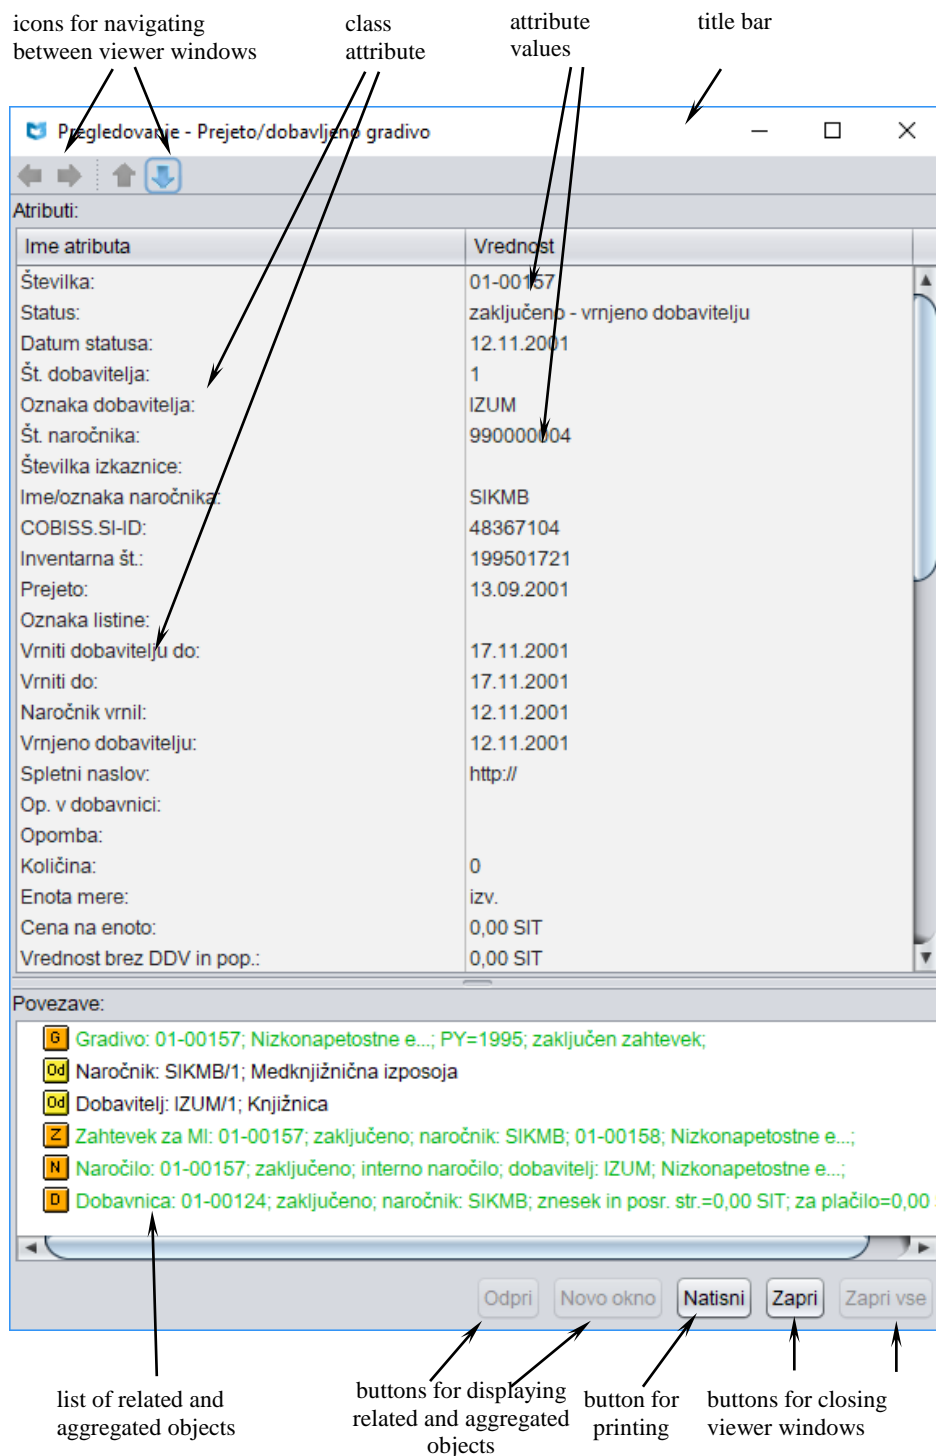 icons for navigating
between viewer windows
class
attribute
attribute
values
title bar
Pregledovanje - Prejeto/dobavljeno gradivo
Atributi:
Ime atributa Vrednost
Številka: 01-00157
Status: zaključeno - vrnjeno dobavitelju
Datum statusa: 12.11.2001
Št. dobavitelja: 1
Oznaka dobavitelja: IZUM
Št. naročnika: 990000004
Številka izkaznice:
Ime/oznaka naročnika: SIKMB
COBISS.SI-ID: 48367104
Inventarna št.: 199501721
Prejeto: 13.09.2001
Oznaka listine:
Vrniti dobavitelju do: 17.11.2001
Vrniti do: 17.11.2001
Naročnik vrnil: 12.11.2001
Vrnjeno dobavitelju: 12.11.2001
Spletni naslov: http://
Op. v dobavnici:
Opomba:
Količina: 0
Enota mere: izv.
Cena na enoto: 0,00 SIT
Vrednost brez DDV in pop.: 0,00 SIT
Povezave:
G Gradivo: 01-00157; Nizkonapetostne e...; PY=1995; zaključen zahtevek;
Od Naročnik: SIKMB/1; Medknjižnična izposoja
Od Dobavitelj: IZUM/1; Knjižnica
Z Zahtevek za MI: 01-00157; zaključeno; naročnik: SIKMB; 01-00158; Nizkonapetostne e...;
N Naročilo: 01-00157; zaključeno; interno naročilo; dobavitelj: IZUM; Nizkonapetostne e...;
D Dobavnica: 01-00124; zaključeno; naročnik: SIKMB; znesek in posr. str.=0,00 SIT; za plačilo=0,00
Odpri Novo okno Natisni Zapri Zapri vse
list of related and
aggregated objects
buttons for displaying
related and aggregated
objects
button for
printing
buttons for closing
viewer windows